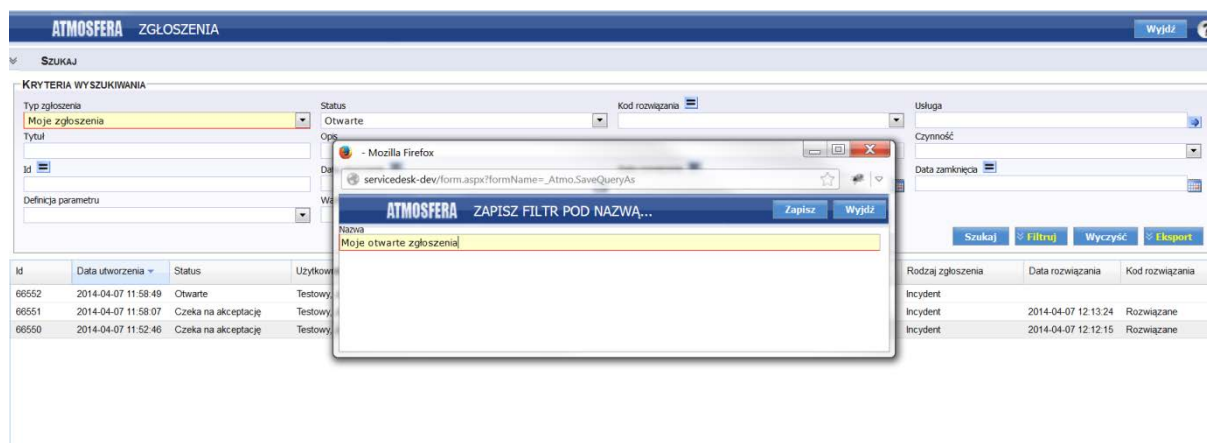 ATMOSFERA ZGŁOSZENIA Wyjdź ?
SZUKAJ
KRYTERIA WYSZUKIWANIA
Typ zgłoszenia Status Kod rozwiązania Usługa
Moje zgłoszenia Otwarte
Tytuł Opis Czynność
- Mozilla Firefox
Id Data zamknięcia
servicedesk-dev/form.aspx?formName=_Atmo.SaveQueryAs
Definicja parametru
ATMOSFERA ZAPISZ FILTR POD NAZWĄ... Zapisz Wyjdź
Nazwa
Moje otwarte zgłoszenia
Szukaj Filtruj Wyczyść Eksport
Id Data utworzenia Status Rodzaj zgłoszenia Data rozwiązania Kod rozwiązania
66552 2014-04-07 11:58:49 Otwarte Testowy, Incydent
66551 2014-04-07 11:58:07 Czeka na akceptację Testowy, Incydent 2014-04-07 12:13:24 Rozwiązane
66550 2014-04-07 11:52:46 Czeka na akceptację Testowy, Incydent 2014-04-07 12:12:15 Rozwiązane